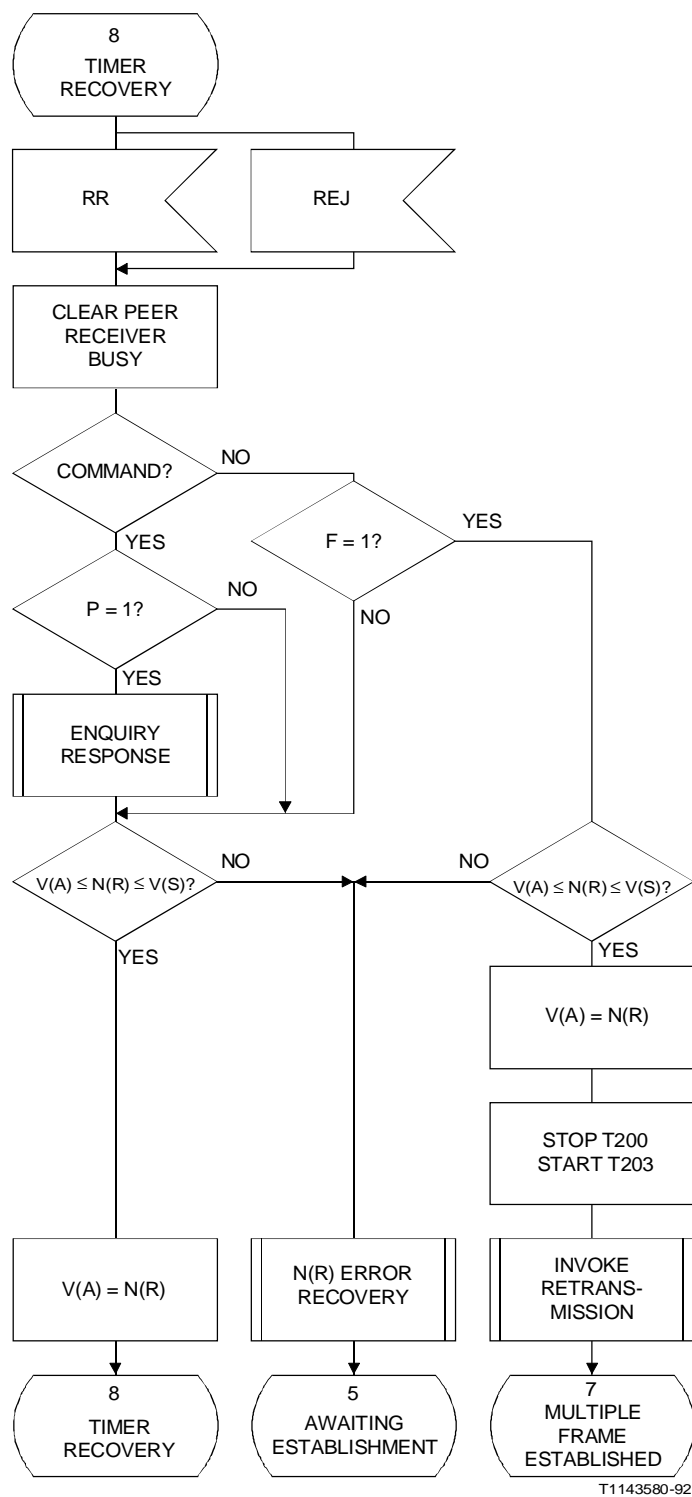 8
TIMER
RECOVERY
RR
REJ
CLEAR PEER
RECEIVER
BUSY
COMMAND?
NO
YES
F = 1?
YES
NO
P = 1?
NO
YES
ENQUIRY
RESPONSE
V(A) ≤ N(R) ≤ V(S)?
NO
YES
NO
V(A) ≤ N(R) ≤ V(S)?
YES
V(A) = N(R)
STOP T200
START T203
V(A) = N(R)
N(R) ERROR
RECOVERY
INVOKE
RETRANS-
MISSION
8
TIMER
RECOVERY
5
AWAITING
ESTABLISHMENT
7
MULTIPLE
FRAME
ESTABLISHED
T1143580-92